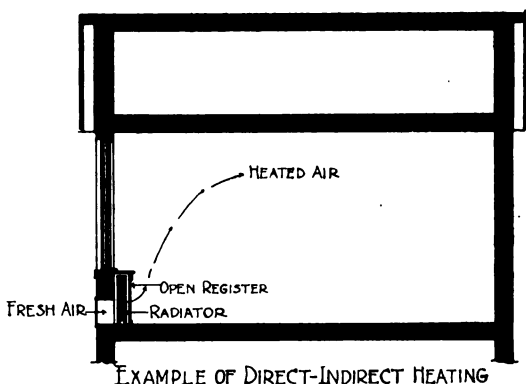 HEATED AIR
OPEN REGISTER
FRESH AIR
RADIATOR
EXAMPLE OF DIRECT-INDIRECT HEATING